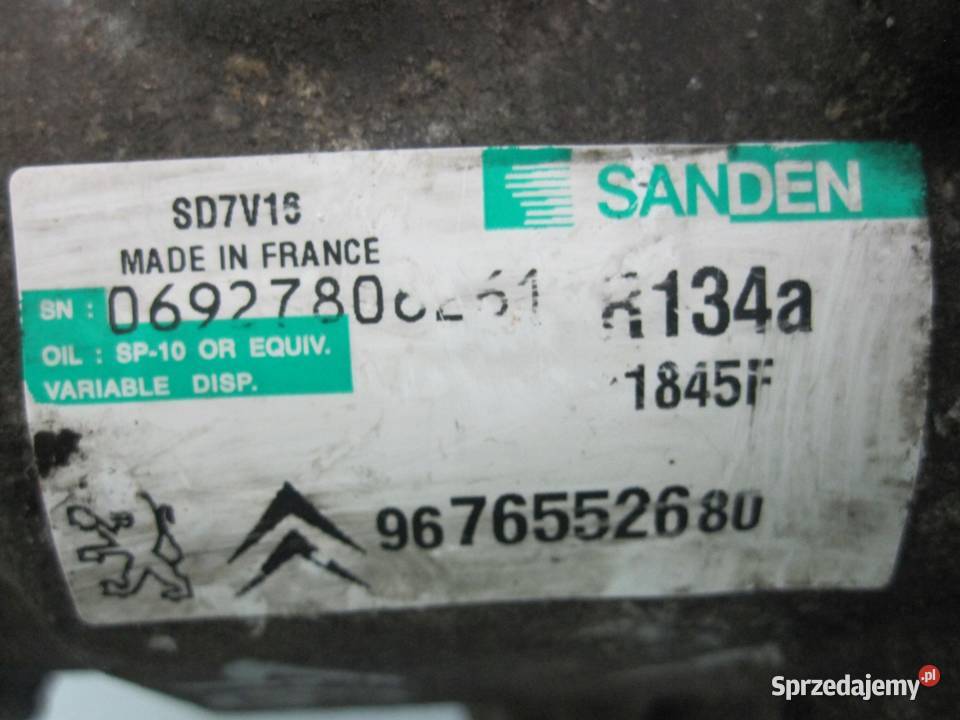 SANDEN
SD7V16
MADE IN FRANCE
SN : R134a
OIL : SP-10 OR EQUIV.
VARIABLE DISP.
1845F
9676552680
Sprzedajemy.pl